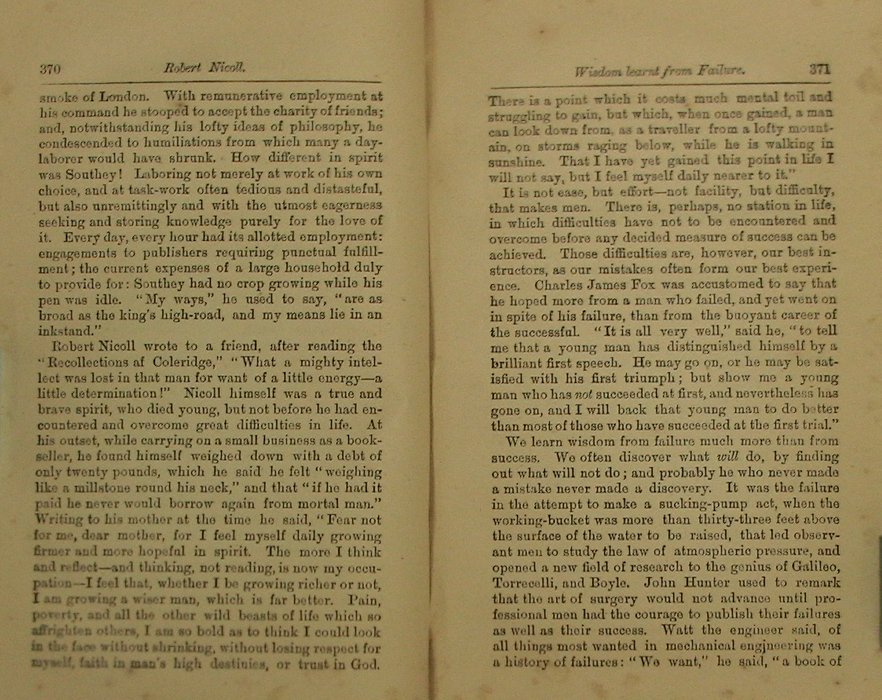 370 Robert Nicoll.
smoke of London. With remunerative employment at
his command he stooped to accept the charity of friends;
and, notwithstanding his lofty ideas of philosophy, he
condescended to humiliations from which many a day-
laborer would have shrunk. How different in spirit
was Southey! Laboring not merely at work of his own
choice, and at task-work often tedious and distasteful,
but also unremittingly and with the utmost eagerness
seeking and storing knowledge purely for the love of
it. Every day, every hour had its allotted employment:
engagements to publishers requiring punctual fulfill-
ment; the current expenses of a large household duly
to provide for: Southey had no crop growing while his
pen was idle. “My ways,” he used to say, “are as
broad as the king's high-road, and my means lie in an
inkstand.”
Robert Nicoll wrote to a friend, after reading the
“Recollections af Coleridge,” “What a mighty intel-
lect was lost in that man for want of a little energy—a
little determination!” Nicoll himself was a true and
brave spirit, who died young, but not before he had en-
countered and overcome great difficulties in life. At
his outset, while carrying on a small business as a book-
seller, he found himself weighed down with a debt of
only twenty pounds, which he said he felt “weighing
like a millstone round his neck,” and that “if he had it
paid he never would borrow again from mortal man.”
Writing to his mother at the time he said, “Fear not
for me, dear mother, for I feel myself daily growing
firmer and more hopeful in spirit. The more I think
and reflect—and thinking, not reading, is now my occu-
pation—I feel that, whether I be growing richer or not,
I am growing a wiser man, which is far better. Pain,
poverty, and all the other wild beasts of life which so
affrighten others, I am so bold as to think I could look
in the face without shrinking, without losing respect for
myself, faith in man's high destinies, or trust in God.
Wisdom learnt from Failure. 371
There is a point which it costs much mental toil and
struggling to gain, but which, when once gained, a man
can look down from, as a traveller from a lofty mount-
ain, on storms raging below, while he is walking in
sunshine. That I have yet gained this point in life I
will not say, but I feel myself daily nearer to it.”
It is not ease, but effort—not facility, but difficulty,
that makes men. There is, perhaps, no station in life,
in which difficulties have not to be encountered and
overcome before any decided measure of success can be
achieved. Those difficulties are, however, our best in-
structors, as our mistakes often form our best experi-
ence. Charles James Fox was accustomed to say that
he hoped more from a man who failed, and yet went on
in spite of his failure, than from the buoyant career of
the successful. “It is all very well,” said he, “to tell
me that a young man has distinguished himself by a
brilliant first speech. He may go on, or he may be sat-
isfied with his first triumph; but show me a young
man who has not succeeded at first, and nevertheless has
gone on, and I will back that young man to do better
than most of those who have succeeded at the first trial.”
We learn wisdom from failure much more than from
success. We often discover what will do, by finding
out what will not do; and probably he who never made
a mistake never made a discovery. It was the failure
in the attempt to make a sucking-pump act, when the
working-bucket was more than thirty-three feet above
the surface of the water to be raised, that led observ-
ant men to study the law of atmospheric pressure, and
opened a new field of research to the genius of Galileo,
Torrecelli, and Boyle. John Hunter used to remark
that the art of surgery would not advance until pro-
fessional men had the courage to publish their failures
as well as their success. Watt the engineer said, of
all things most wanted in mechanical engineering was
a history of failures: “We want,” he said, “a book of